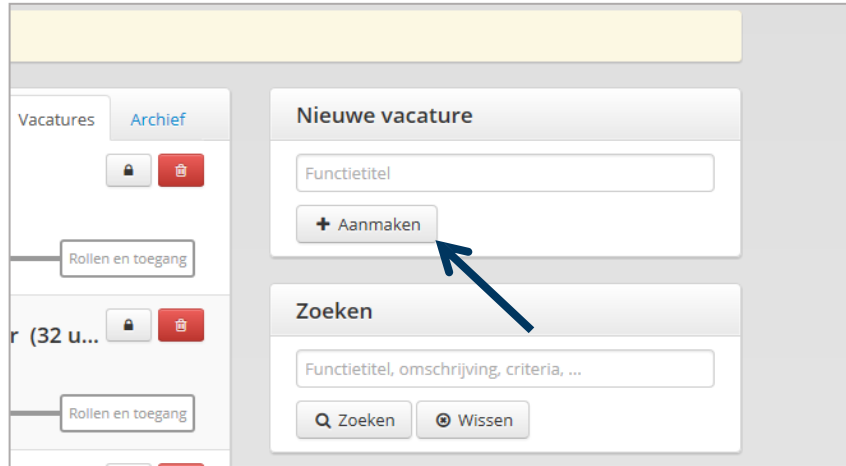 Vacatures Archief
Rollen en toegang
r (32 u...
Rollen en toegang
Nieuwe vacature
Functietitel
Aanmaken
Zoeken
Functietitel, omschrijving, criteria, ...
Zoeken Wissen